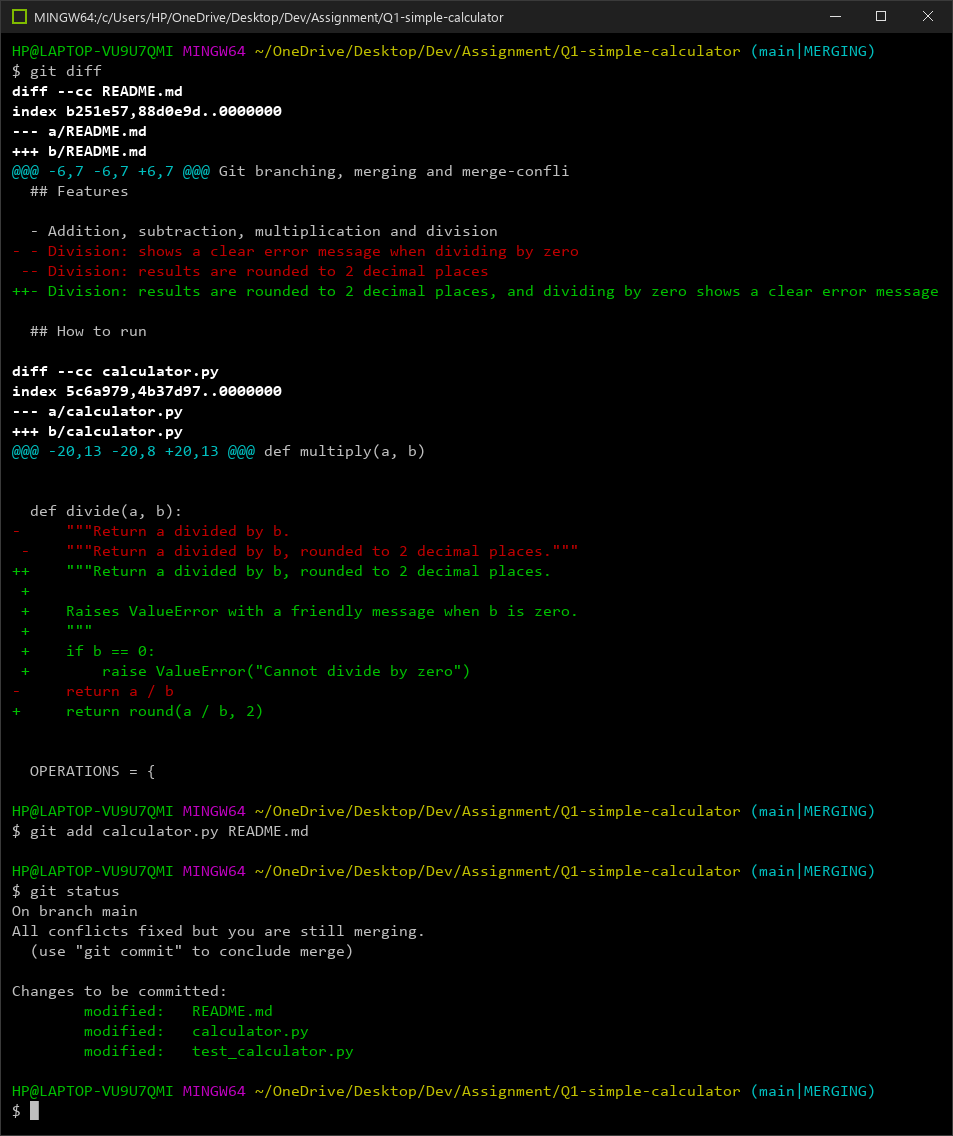 MINGW64:/c/Users/HP/OneDrive/Desktop/Dev/Assignment/Q1-simple-calculator
HP@LAPTOP-VU9U7QMI MINGW64 ~/OneDrive/Desktop/Dev/Assignment/Q1-simple-calculator (main|MERGING)
$ git diff
diff --cc README.md
index b251e57,88d0e9d..0000000
--- a/README.md
+++ b/README.md
@@@ -6,7 -6,7 +6,7 @@@ Git branching, merging and merge-confli
  ## Features

  - Addition, subtraction, multiplication and division
- - Division: shows a clear error message when dividing by zero
 -- Division: results are rounded to 2 decimal places
++- Division: results are rounded to 2 decimal places, and dividing by zero shows a clear error message

  ## How to run

diff --cc calculator.py
index 5c6a979,4b37d97..0000000
--- a/calculator.py
+++ b/calculator.py
@@@ -20,13 -20,8 +20,13 @@@ def multiply(a, b)


  def divide(a, b):
-     """Return a divided by b.
 -    """Return a divided by b, rounded to 2 decimal places."""
++    """Return a divided by b, rounded to 2 decimal places.
 +
 +    Raises ValueError with a friendly message when b is zero.
 +    """
 +    if b == 0:
 +        raise ValueError("Cannot divide by zero")
-     return a / b
+     return round(a / b, 2)


  OPERATIONS = {

HP@LAPTOP-VU9U7QMI MINGW64 ~/OneDrive/Desktop/Dev/Assignment/Q1-simple-calculator (main|MERGING)
$ git add calculator.py README.md

HP@LAPTOP-VU9U7QMI MINGW64 ~/OneDrive/Desktop/Dev/Assignment/Q1-simple-calculator (main|MERGING)
$ git status
On branch main
All conflicts fixed but you are still merging.
  (use "git commit" to conclude merge)

Changes to be committed:
        modified:   README.md
        modified:   calculator.py
        modified:   test_calculator.py

HP@LAPTOP-VU9U7QMI MINGW64 ~/OneDrive/Desktop/Dev/Assignment/Q1-simple-calculator (main|MERGING)
$